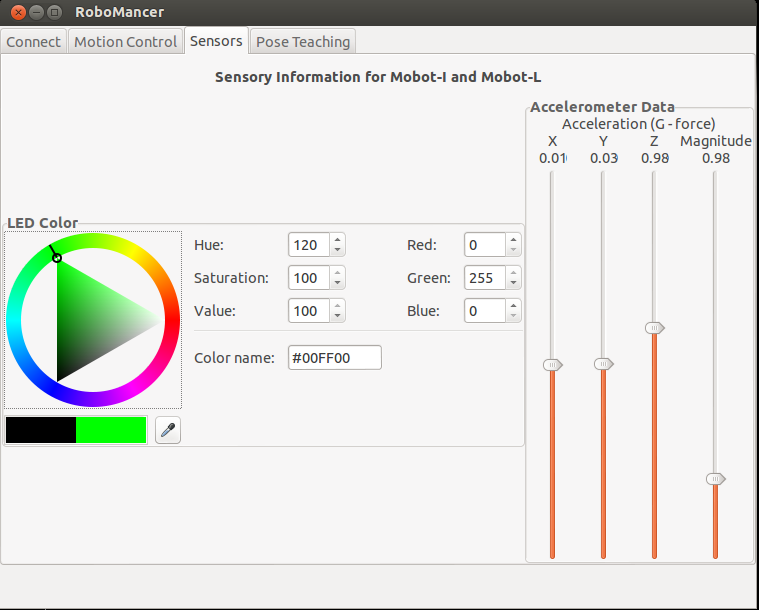 RoboMancer
Connect Motion Control Sensors Pose Teaching
Sensory Information for Mobot-I and Mobot-L
Accelerometer Data
Acceleration (G - force)
X Y Z Magnitude
0.01 0.03 0.98 0.98
LED Color
Hue: 120 Red: 0
Saturation: 100 Green: 255
Value: 100 Blue: 0
Color name: #00FF00